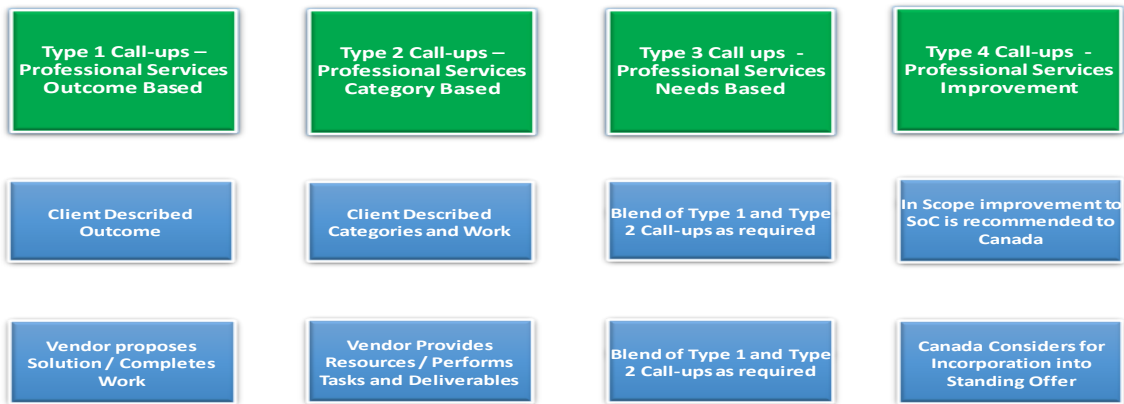 Type 1 Call-ups –
Professional Services
Outcome Based
Type 2 Call-ups –
Professional Services
Category Based
Type 3 Call ups -
Professional Services
Needs Based
Type 4 Call-ups -
Professional Services
Improvement
Client Described
Outcome
Client Described
Categories and Work
Blend of Type 1 and Type
2 Call-ups as required
In Scope improvement to
SoC is recommended to
Canada
Vendor proposes
Solution / Completes
Work
Vendor Provides
Resources / Performs
Tasks and Deliverables
Blend of Type 1 and Type
2 Call-ups as required
Canada Considers for
Incorporation into
Standing Offer